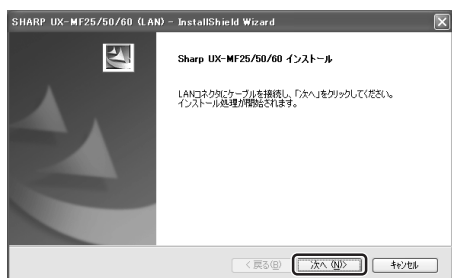 SHARP UX-MF25/50/60 (LAN) - InstallShield Wizard
Sharp UX-MF25/50/60 インストール
LANコネクタにケーブルを接続し、「次へ」をクリックしてください。
インストール処理が開始されます。
< 戻る(B) 次へ (N)> キャンセル